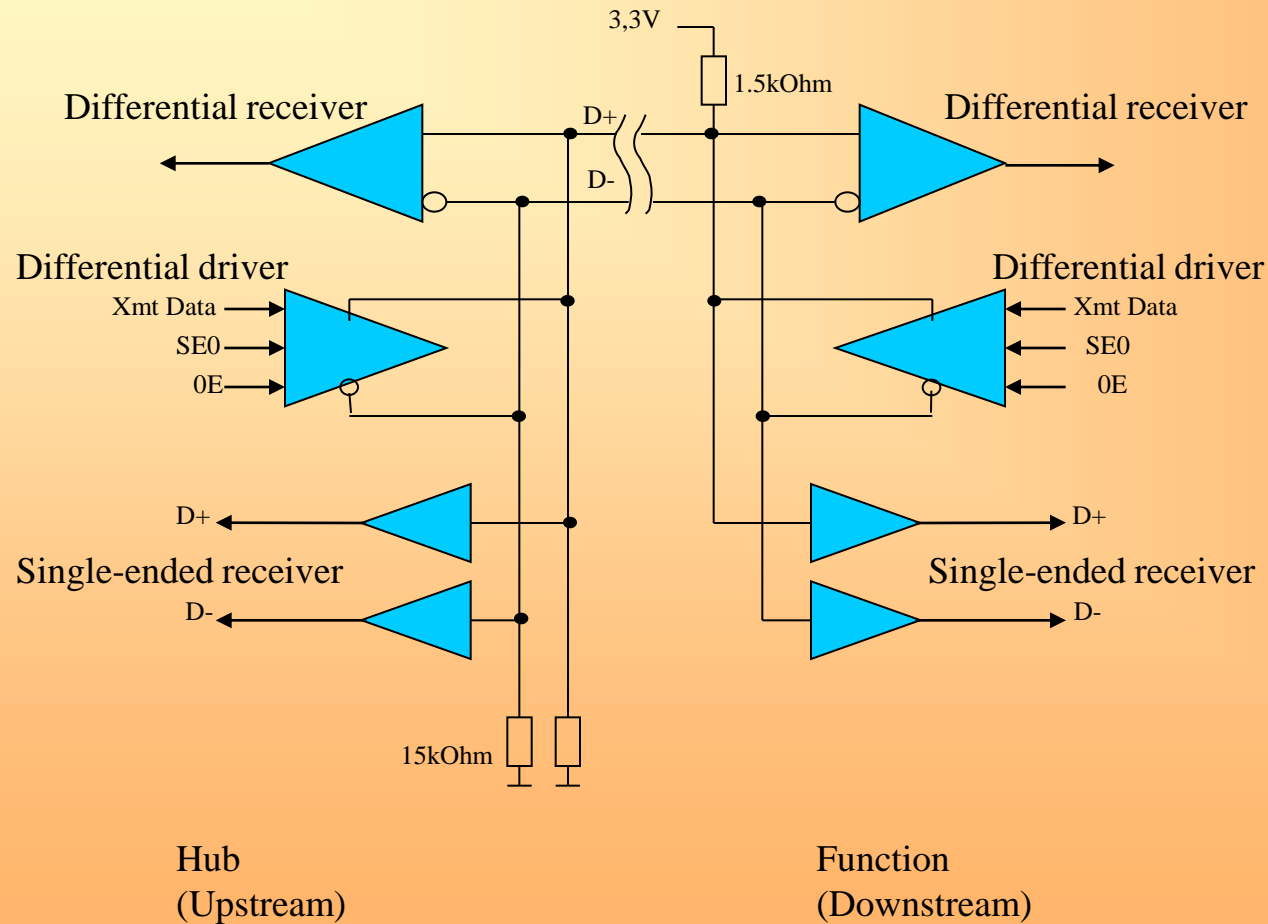 3,3V
1.5kOhm
Differential receiver
D+
Differential receiver
D-
Differential driver
Differential driver
Xmt Data
Xmt Data
SE0
SE0
0E
0E
D+
D+
Single-ended receiver
Single-ended receiver
D-
D-
15kOhm
Hub
(Upstream)
Function
(Downstream)